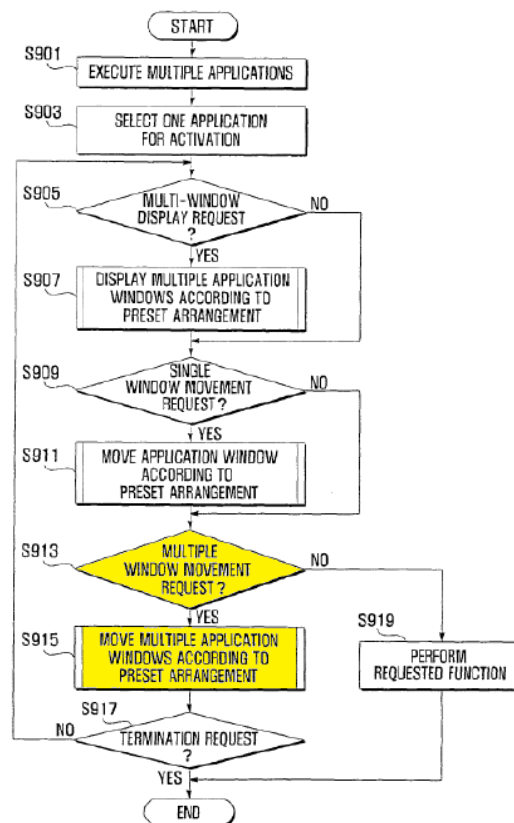 START
S901
EXECUTE MULTIPLE APPLICATIONS
S903
SELECT ONE APPLICATION
FOR ACTIVATION
S905
MULTI-WINDOW
DISPLAY REQUEST
?
NO
YES
S907
DISPLAY MULTIPLE APPLICATION
WINDOWS ACCORDING TO
PRESET ARRANGEMENT
S909
SINGLE
WINDOW MOVEMENT
REQUEST?
NO
YES
S911
MOVE APPLICATION WINDOW
ACCORDING TO
PRESET ARRANGEMENT
S913
MULTIPLE
WINDOW MOVEMENT
REQUEST?
NO
YES
S915
MOVE MULTIPLE APPLICATION
WINDOWS ACCORDING TO
PRESET ARRANGEMENT
S919
PERFORM
REQUESTED FUNCTION
S917
NO
TERMINATION REQUEST
?
YES
END